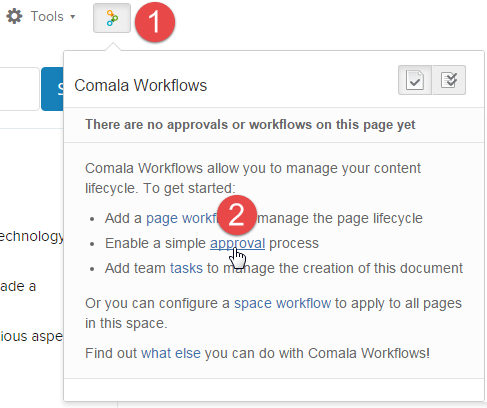 Tools
1
S
Comala Workflows
There are no approvals or workflows on this page yet
Comala Workflows allow you to manage your content
lifecycle. To get started:
2
• Add a page workf manage the page lifecycle
• Enable a simple approval process
• Add team tasks to manage the creation of this document
Or you can configure a space workflow to apply to all pages
in this space.
Find out what else you can do with Comala Workflows!
echnology
ade a
ious aspe